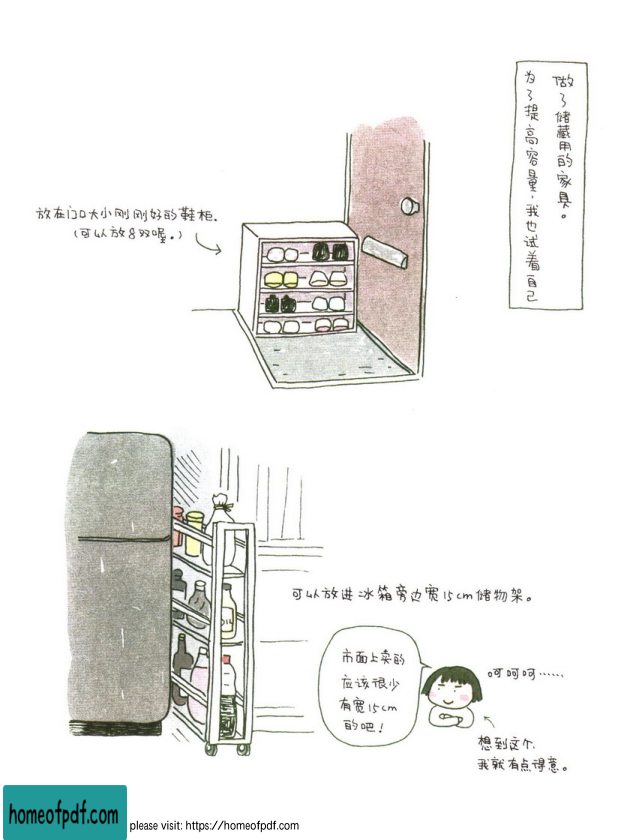 为了提高容量，我也试着自己
做了储藏用的家具。
放在门口大小刚刚好的鞋柜.
(可以放8双喔。)
可以放进冰箱旁边宽15cm储物架。
市面上卖的
应该很少
有宽15cm
的吧!
呵呵呵……
想到这个
我就有点得意。
OIL
homeofpdf.com
please visit: https://homeofpdf.com